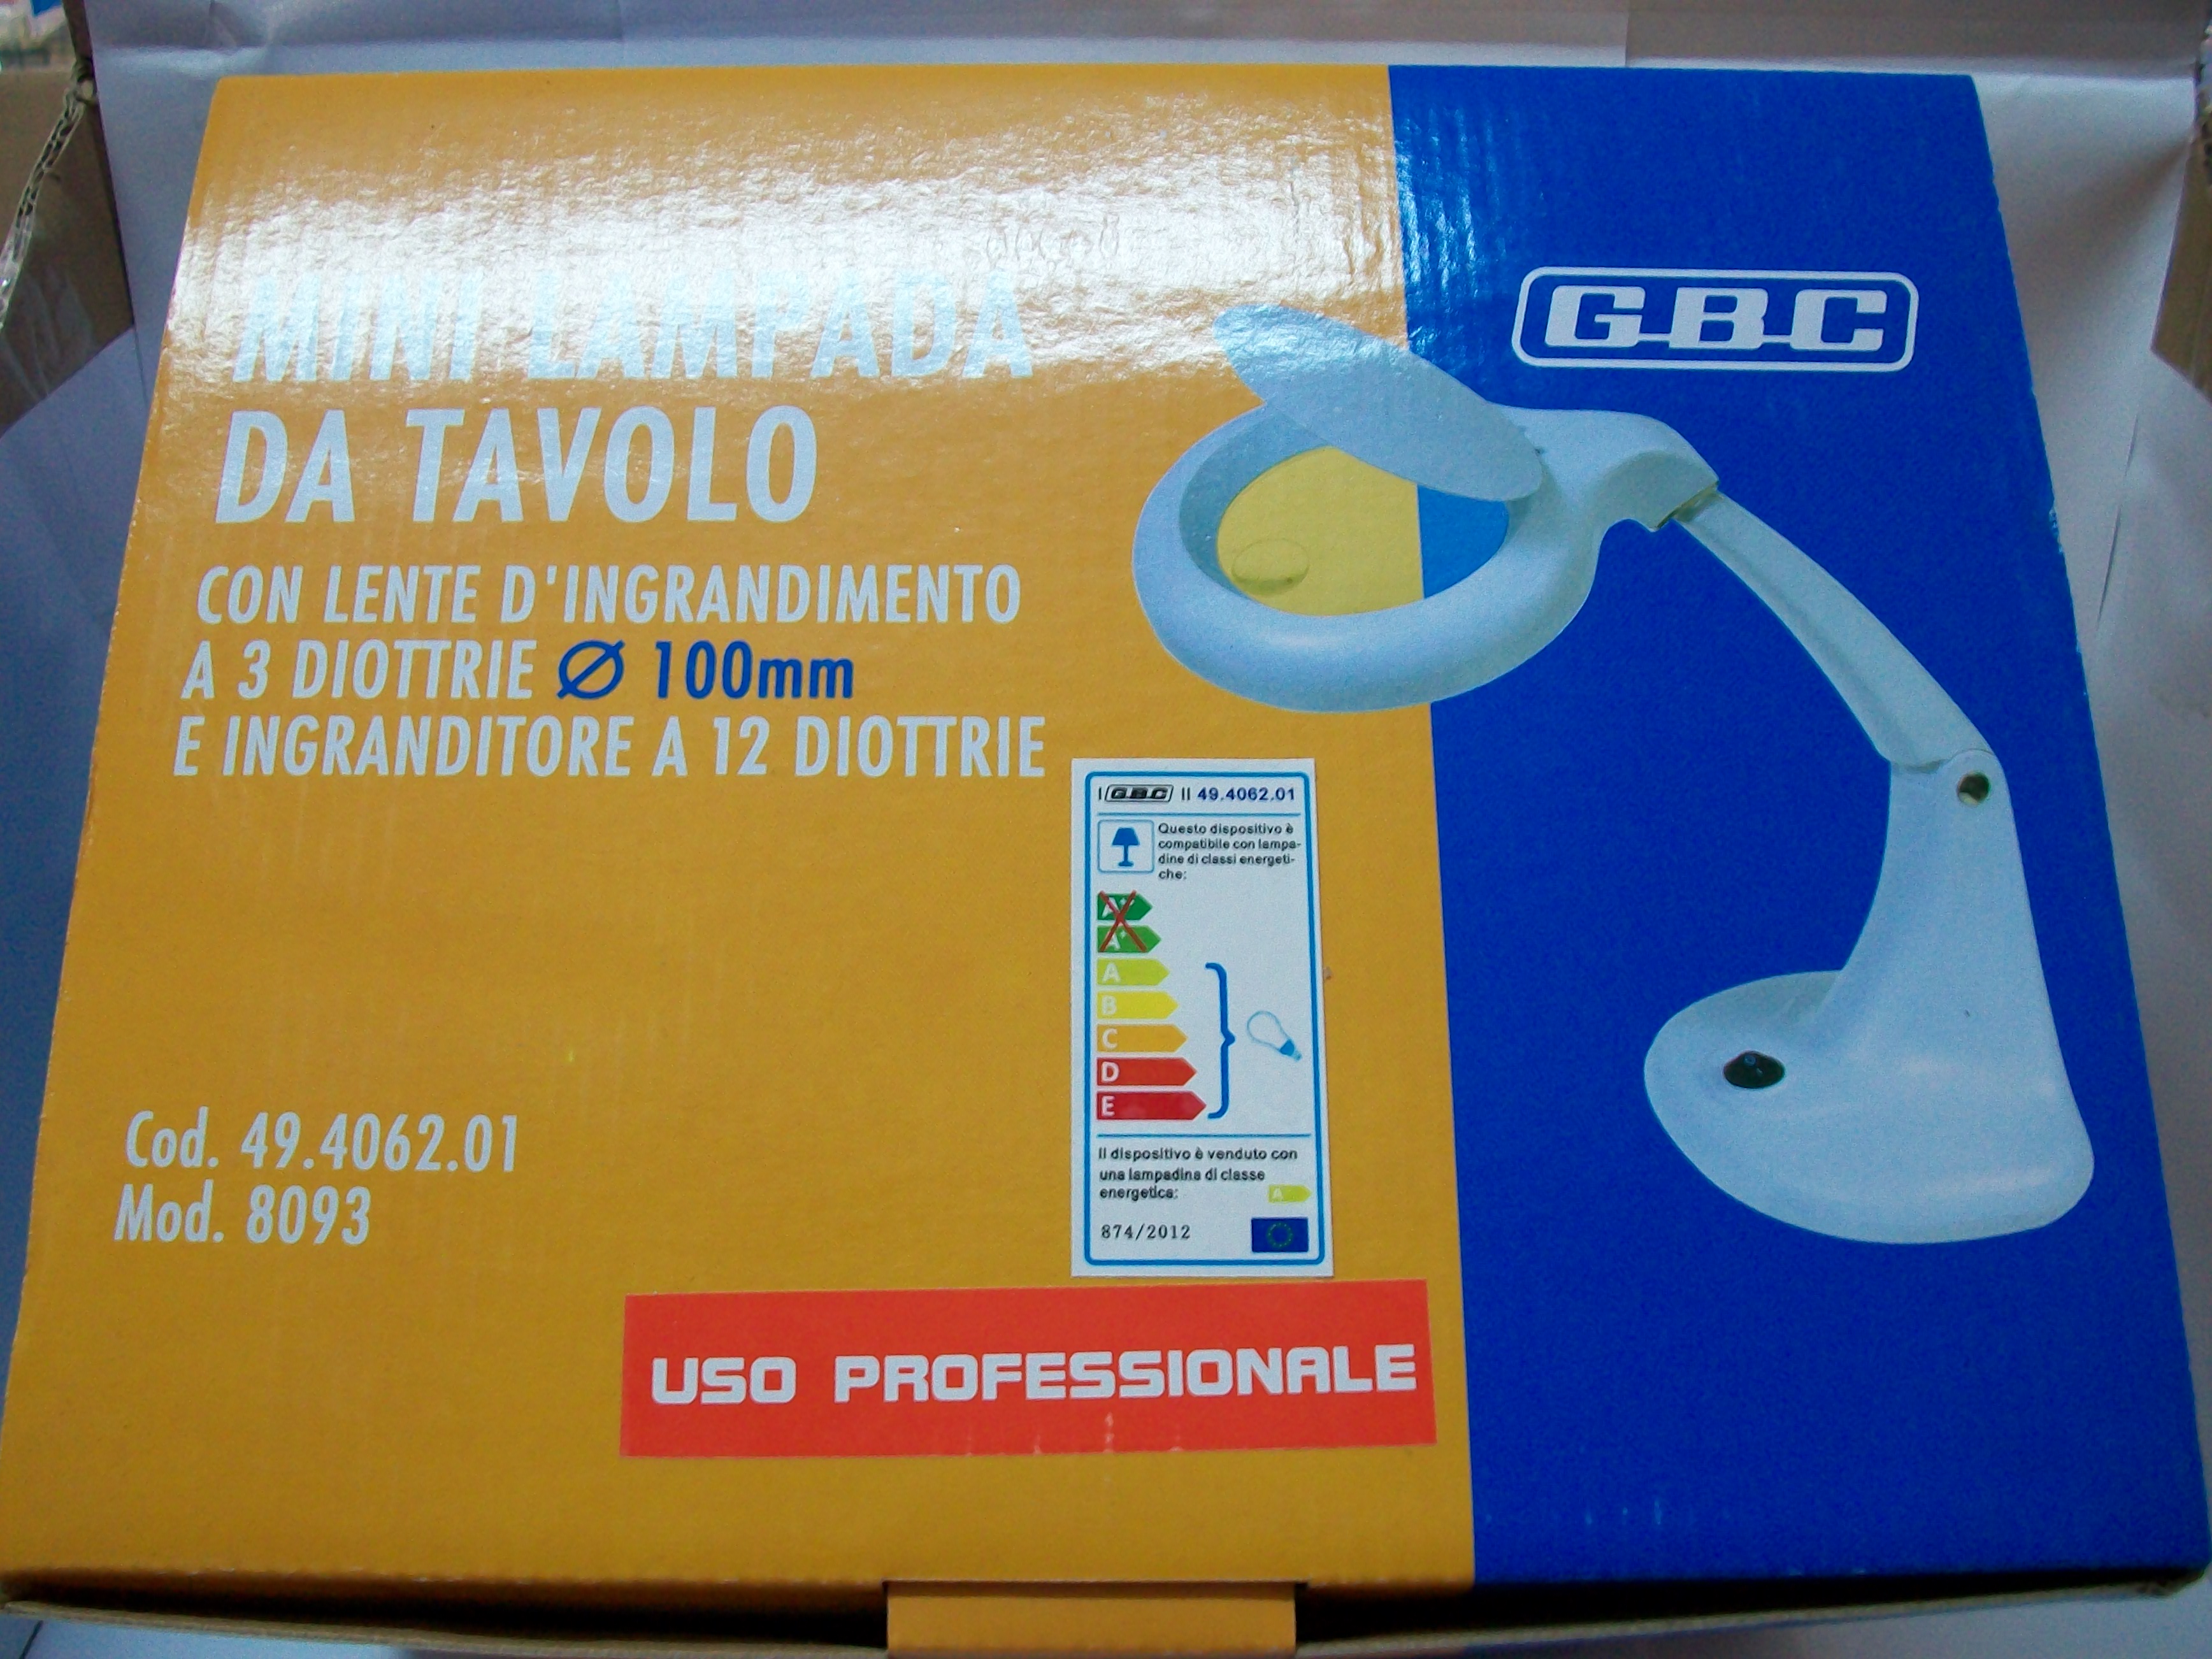 MINI LAMPADA
DA TAVOLO
CON LENTE D'INGRANDIMENTO
A 3 DIOTTRIE Ø 100mm
E INGRANDITORE A 12 DIOTTRIE
GBC
I GBC II 49.4062.01
Questo dispositivo è
compatibile con lampa-
dine di classi energeti-
che:
A++
A+
A
B
C
D
E
Il dispositivo è venduto con
una lampadina di classe
energetica: A
874/2012
Cod. 49.4062.01
Mod. 8093
USO PROFESSIONALE